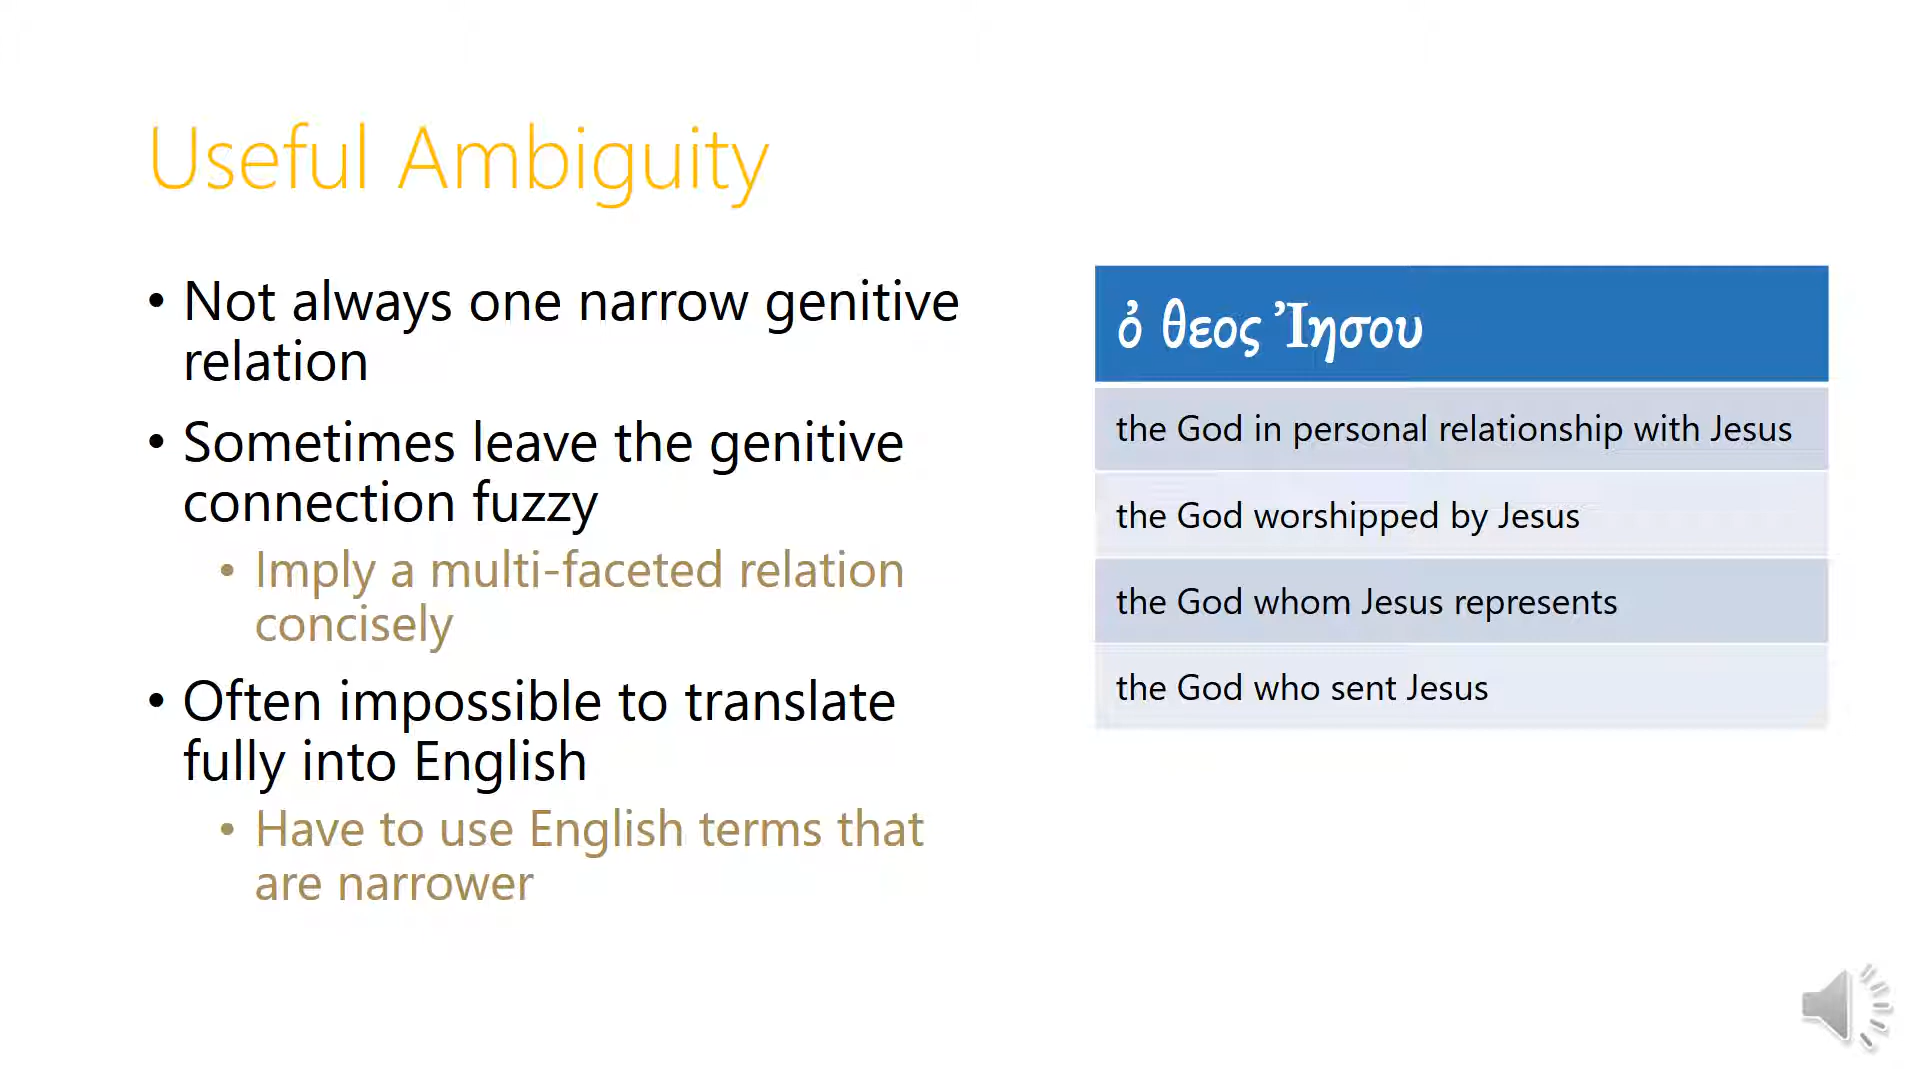 Useful Ambiguity
• Not always one narrow genitive
relation
• Sometimes leave the genitive
connection fuzzy
• Imply a multi-faceted relation
concisely
• Often impossible to translate
fully into English
• Have to use English terms that
are narrower
ὁ θεος Ἰησου
the God in personal relationship with Jesus
the God worshipped by Jesus
the God whom Jesus represents
the God who sent Jesus